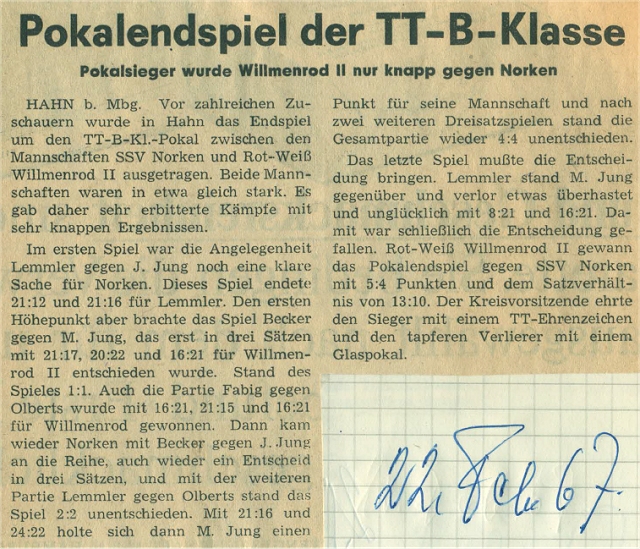 Pokalendspiel der TT-B-Klasse
Pokalsieger wurde Willmenrod II nur knapp gegen Norken
HAHN b. Mbg. Vor zahlreichen Zu-
schauern wurde in Hahn das Endspiel
um den TT-B-Kl.-Pokal zwischen den
Mannschaften SSV Norken und Rot-Weiß
Willmenrod II ausgetragen. Beide Mann-
schaften waren in etwa gleich stark. Es
gab daher sehr erbitterte Kämpfe mit
sehr knappen Ergebnissen.
Im ersten Spiel war die Angelegenheit
Lemmler gegen J. Jung noch eine klare
Sache für Norken. Dieses Spiel endete
21:12 und 21:16 für Lemmler. Den ersten
Höhepunkt aber brachte das Spiel Becker
gegen M. Jung, das erst in drei Sätzen
mit 21:17, 20:22 und 16:21 für Willmen-
rod II entschieden wurde. Stand des
Spieles 1:1. Auch die Partie Fabig gegen
Olberts wurde mit 16:21, 21:15 und 16:21
für Willmenrod gewonnen. Dann kam
wieder Norken mit Becker gegen J. Jung
an die Reihe, auch wieder ein Entscheid
in drei Sätzen, und mit der weiteren
Partie Lemmler gegen Olberts stand das
Spiel 2:2 unentschieden. Mit 21:16 und
24:22 holte sich dann M. Jung einen
Punkt für seine Mannschaft und nach
zwei weiteren Dreisatzspielen stand die
Gesamtpartie wieder 4:4 unentschieden.
Das letzte Spiel mußte die Entschei-
dung bringen. Lemmler stand M. Jung
gegenüber und verlor etwas überhastet
und unglücklich mit 8:21 und 16:21. Da-
mit war schließlich die Entscheidung ge-
fallen. Rot-Weiß Willmenrod II gewann
das Pokalendspiel gegen SSV Norken
mit 5:4 Punkten und dem Satzverhält-
nis von 13:10. Der Kreisvorsitzende ehrte
den Sieger mit einem TT-Ehrenzeichen
und den tapferen Verlierer mit einem
Glaspokal.
22. Feb. 67.